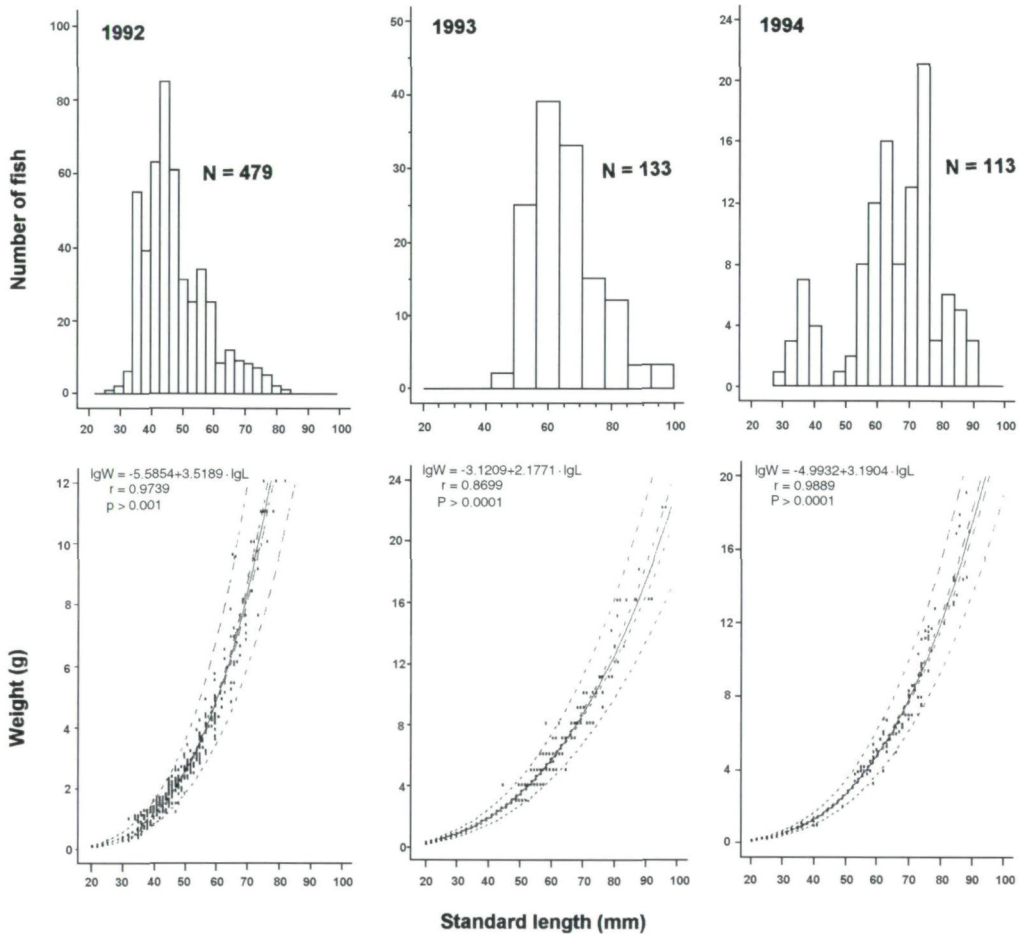 1992
1993
1994
100
80
60
40
20
0
50
40
30
20
10
0
24
20
16
12
8
4
0
N = 479
N = 133
N = 113
Number of fish
20 30 40 50 60 70 80 90 100
20 30 40 50 60 70 80 90 100
20 30 40 50 60 70 80 90 100
lgW = -5.5854+3.5189·lgL
r = 0.9739
p > 0.001
lgW = -3.1209+2.1771·lgL
r = 0.8699
P > 0.0001
lgW = -4.9932+3.1904·lgL
r = 0.9889
P > 0.0001
12
10
8
6
4
2
0
24
20
16
12
8
4
0
20
16
12
8
4
0
Weight (g)
20 30 40 50 60 70 80 90 100
20 30 40 50 60 70 80 90 100
20 30 40 50 60 70 80 90 100
Standard length (mm)